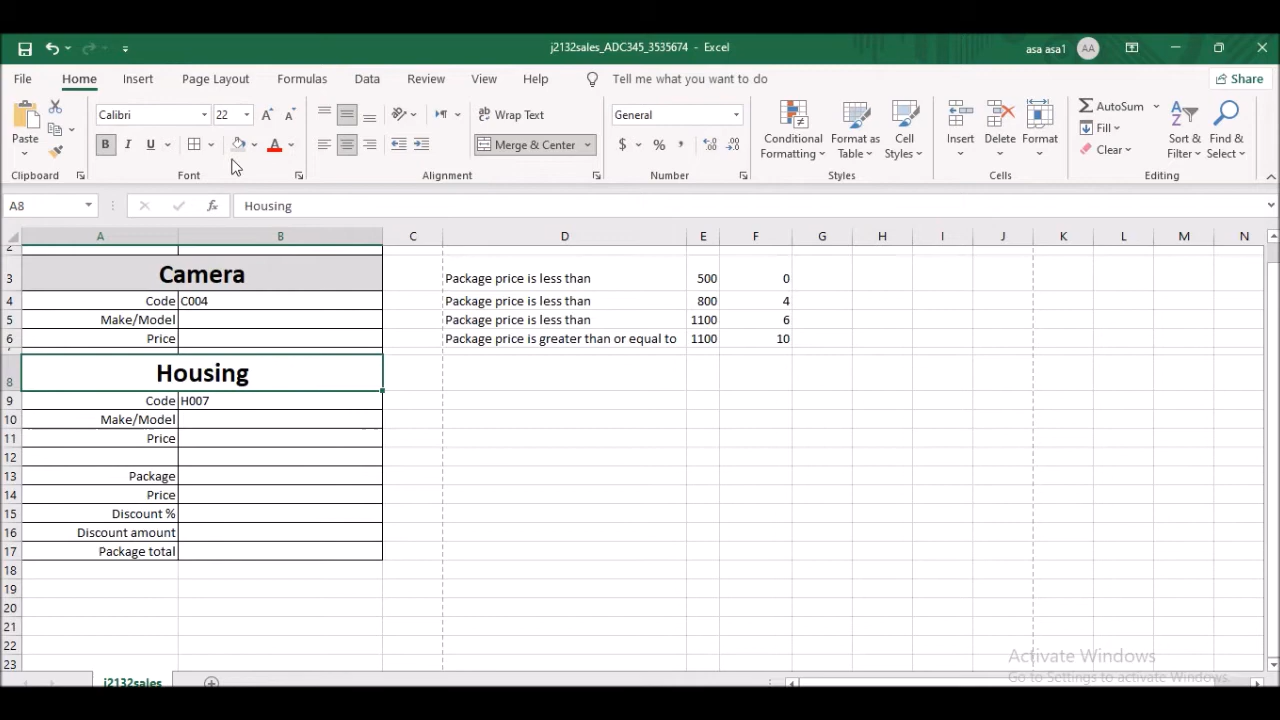 j2132sales_ADC345_3535674 - Excel
asa asa1 AA
File Home Insert Page Layout Formulas Data Review View Help Tell me what you want to do Share
Calibri 22 Wrap Text General AutoSum
Paste B I U Merge & Center $ % Conditional Formatting Format as Table Cell Styles Insert Delete Format Fill Clear Sort & Filter Find & Select
Clipboard Font Alignment Number Styles Cells Editing
A8 fx Housing
A B C D E F G H I J K L M N
2
3 Camera Package price is less than 500 0
4 Code C004 Package price is less than 800 4
5 Make/Model Package price is less than 1100 6
6 Price Package price is greater than or equal to 1100 10
7
8 Housing
9 Code H007
10 Make/Model
11 Price
12
13 Package
14 Price
15 Discount %
16 Discount amount
17 Package total
18
19
20
21
22
23
Activate Windows
Go to Settings to activate Windows.
j2132sales